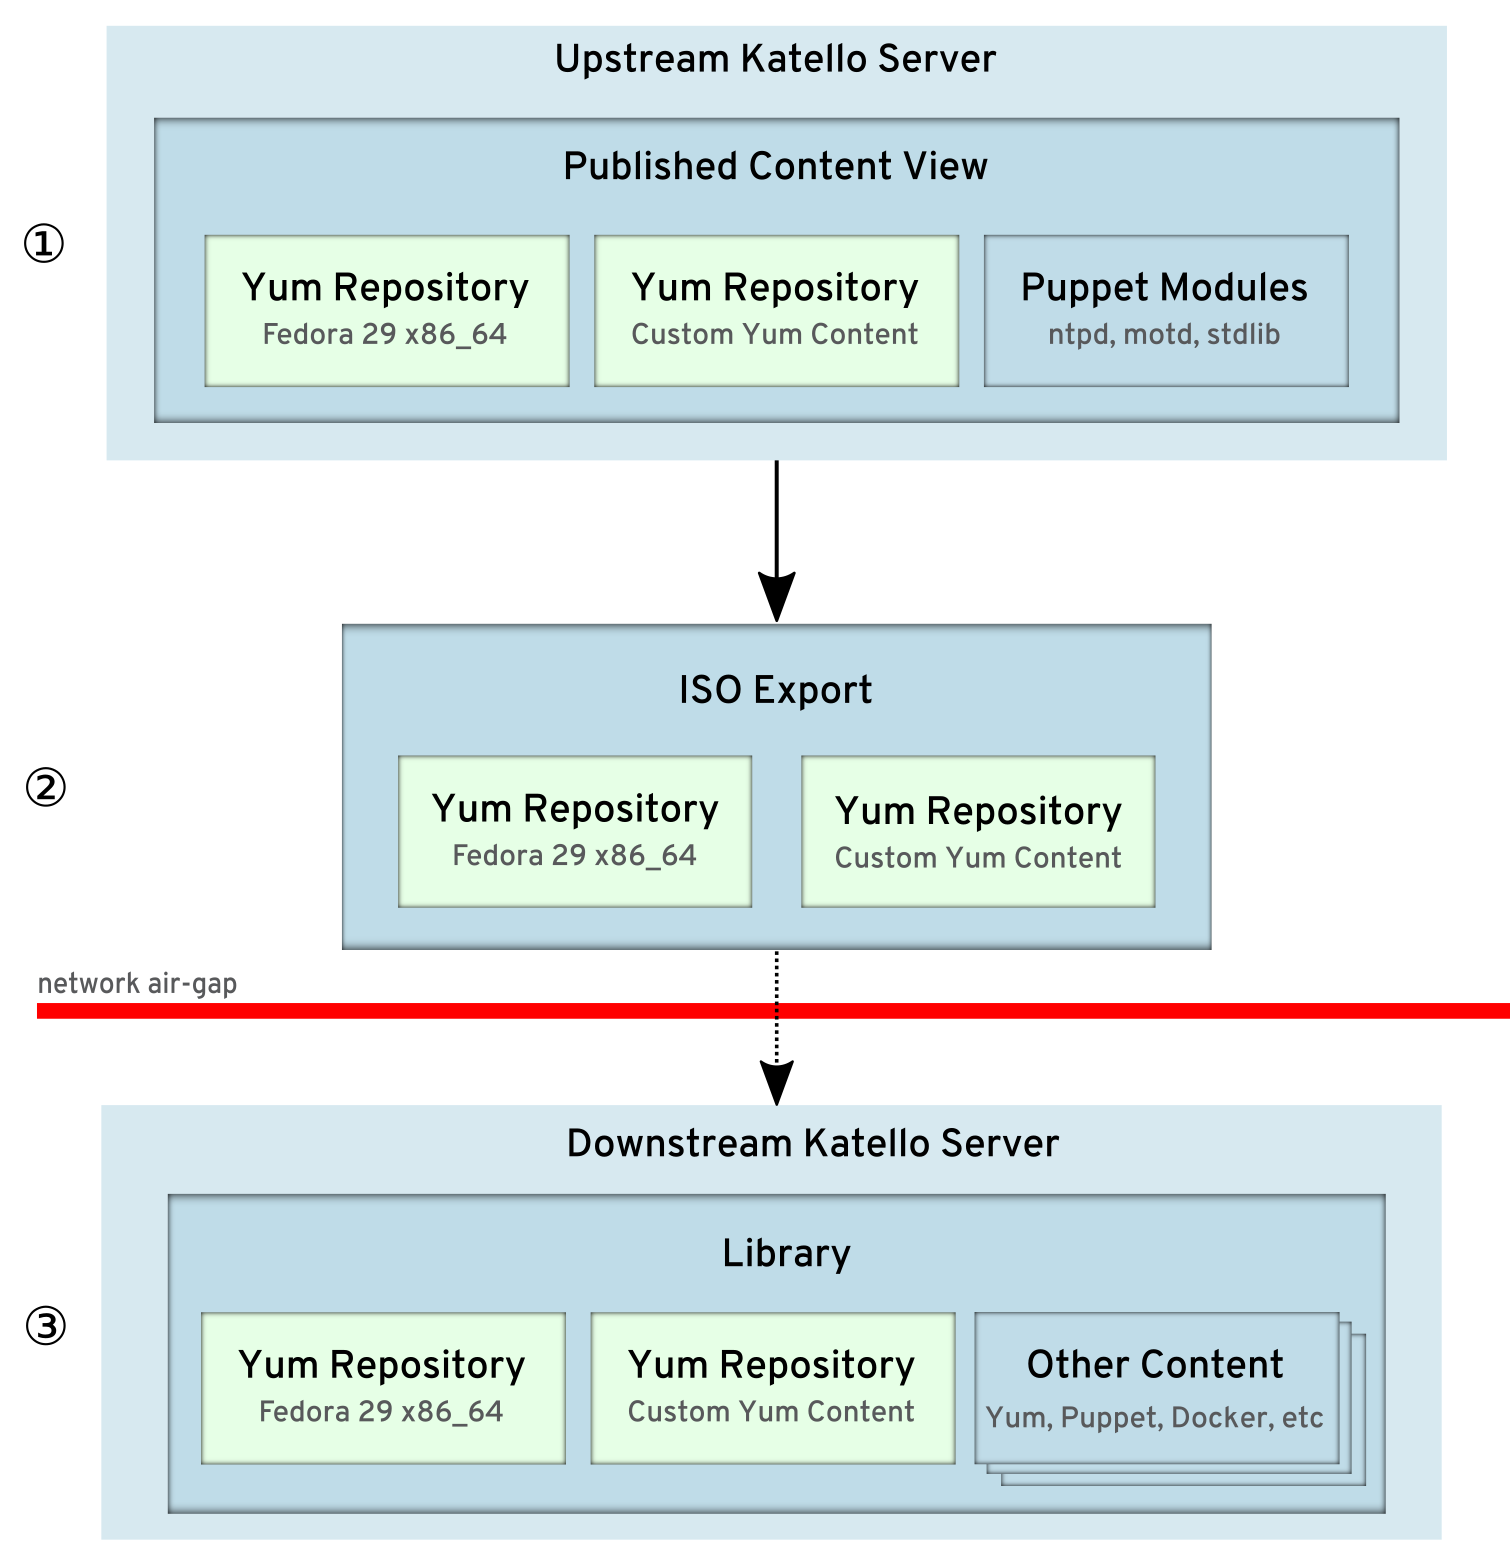 Upstream Katello Server
Published Content View
①
Yum Repository
Fedora 29 x86_64
Yum Repository
Custom Yum Content
Puppet Modules
ntpd, motd, stdlib
ISO Export
②
Yum Repository
Fedora 29 x86_64
Yum Repository
Custom Yum Content
network air-gap
Downstream Katello Server
Library
③
Yum Repository
Fedora 29 x86_64
Yum Repository
Custom Yum Content
Other Content
Yum, Puppet, Docker, etc